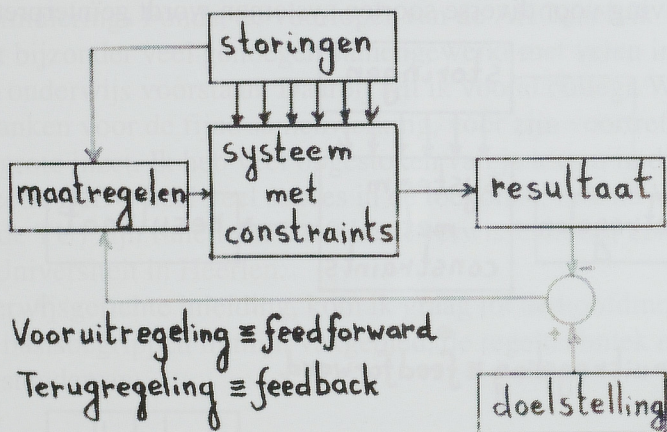 storingen
systeem
met
constraints
maatregelen
resultaat
-
+
Vooruitregeling ≡ feedforward
Terugregeling ≡ feedback
doelstelling